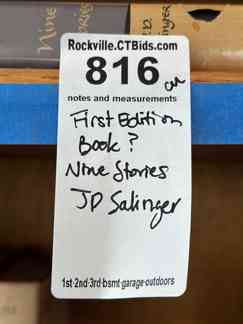 Nine
Rockville.CTBids.com
816
notes and measurements
First Edition
Book?
Nine Stories
JD Salinger
1st-2nd-3rd-bsmt-garage-outdoors